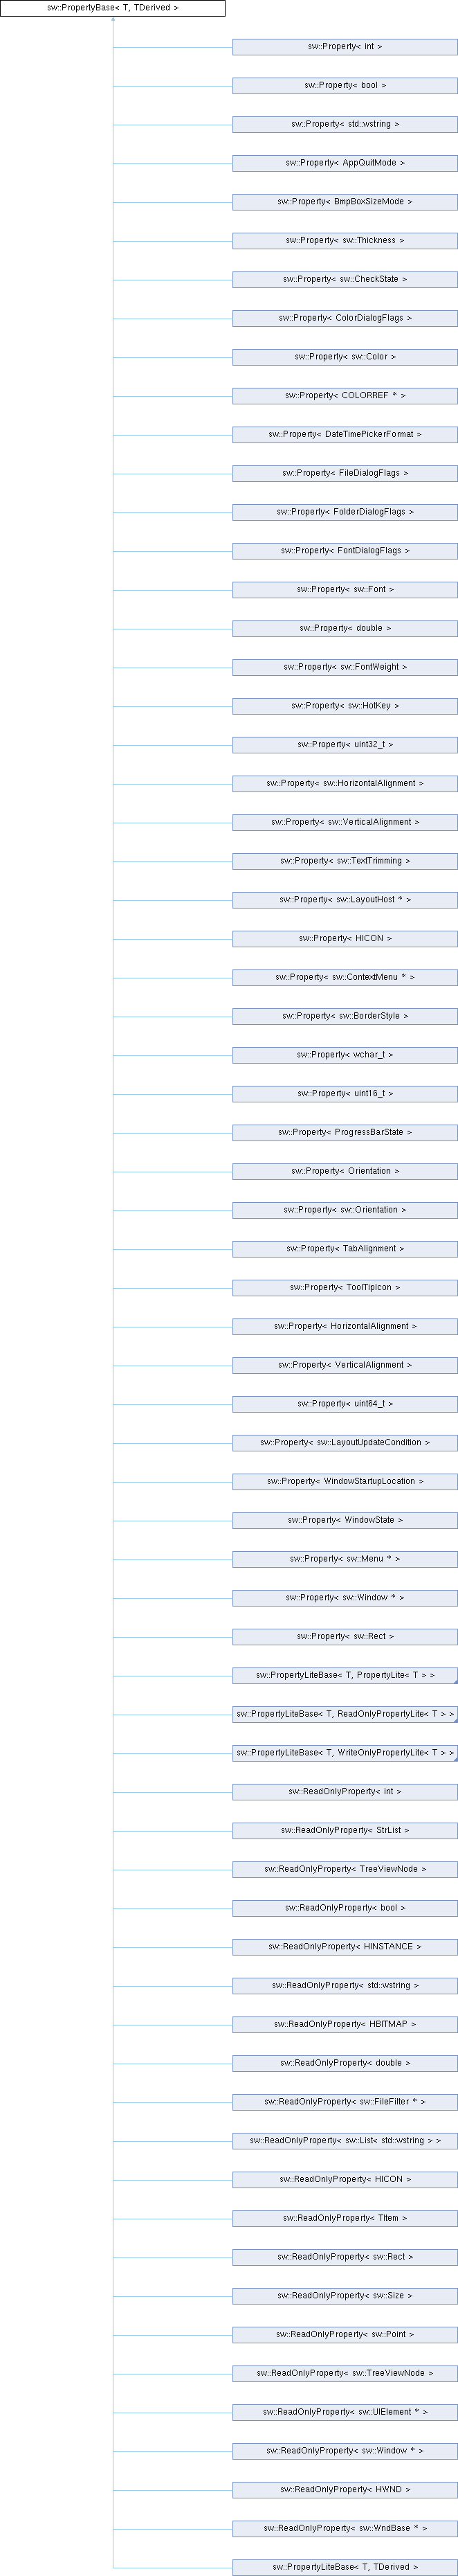 sw::PropertyBase< T, TDerived >
sw::Property< int >
sw::Property< bool >
sw::Property< std::wstring >
sw::Property< AppQuitMode >
sw::Property< BmpBoxSizeMode >
sw::Property< sw::Thickness >
sw::Property< sw::CheckState >
sw::Property< ColorDialogFlags >
sw::Property< sw::Color >
sw::Property< COLORREF * >
sw::Property< DateTimePickerFormat >
sw::Property< FileDialogFlags >
sw::Property< FolderDialogFlags >
sw::Property< FontDialogFlags >
sw::Property< sw::Font >
sw::Property< double >
sw::Property< sw::FontWeight >
sw::Property< sw::HotKey >
sw::Property< uint32_t >
sw::Property< sw::HorizontalAlignment >
sw::Property< sw::VerticalAlignment >
sw::Property< sw::TextTrimming >
sw::Property< sw::LayoutHost * >
sw::Property< HICON >
sw::Property< sw::ContextMenu * >
sw::Property< sw::BorderStyle >
sw::Property< wchar_t >
sw::Property< uint16_t >
sw::Property< ProgressBarState >
sw::Property< Orientation >
sw::Property< sw::Orientation >
sw::Property< TabAlignment >
sw::Property< ToolTipIcon >
sw::Property< HorizontalAlignment >
sw::Property< VerticalAlignment >
sw::Property< uint64_t >
sw::Property< sw::LayoutUpdateCondition >
sw::Property< WindowStartupLocation >
sw::Property< WindowState >
sw::Property< sw::Menu * >
sw::Property< sw::Window * >
sw::Property< sw::Rect >
sw::PropertyLiteBase< T, PropertyLite< T > >
sw::PropertyLiteBase< T, ReadOnlyPropertyLite< T > >
sw::PropertyLiteBase< T, WriteOnlyPropertyLite< T > >
sw::ReadOnlyProperty< int >
sw::ReadOnlyProperty< StrList >
sw::ReadOnlyProperty< TreeViewNode >
sw::ReadOnlyProperty< bool >
sw::ReadOnlyProperty< HINSTANCE >
sw::ReadOnlyProperty< std::wstring >
sw::ReadOnlyProperty< HBITMAP >
sw::ReadOnlyProperty< double >
sw::ReadOnlyProperty< sw::FileFilter * >
sw::ReadOnlyProperty< sw::List< std::wstring > >
sw::ReadOnlyProperty< HICON >
sw::ReadOnlyProperty< TItem >
sw::ReadOnlyProperty< sw::Rect >
sw::ReadOnlyProperty< sw::Size >
sw::ReadOnlyProperty< sw::Point >
sw::ReadOnlyProperty< sw::TreeViewNode >
sw::ReadOnlyProperty< sw::UIElement * >
sw::ReadOnlyProperty< sw::Window * >
sw::ReadOnlyProperty< HWND >
sw::ReadOnlyProperty< sw::WndBase * >
sw::PropertyLiteBase< T, TDerived >